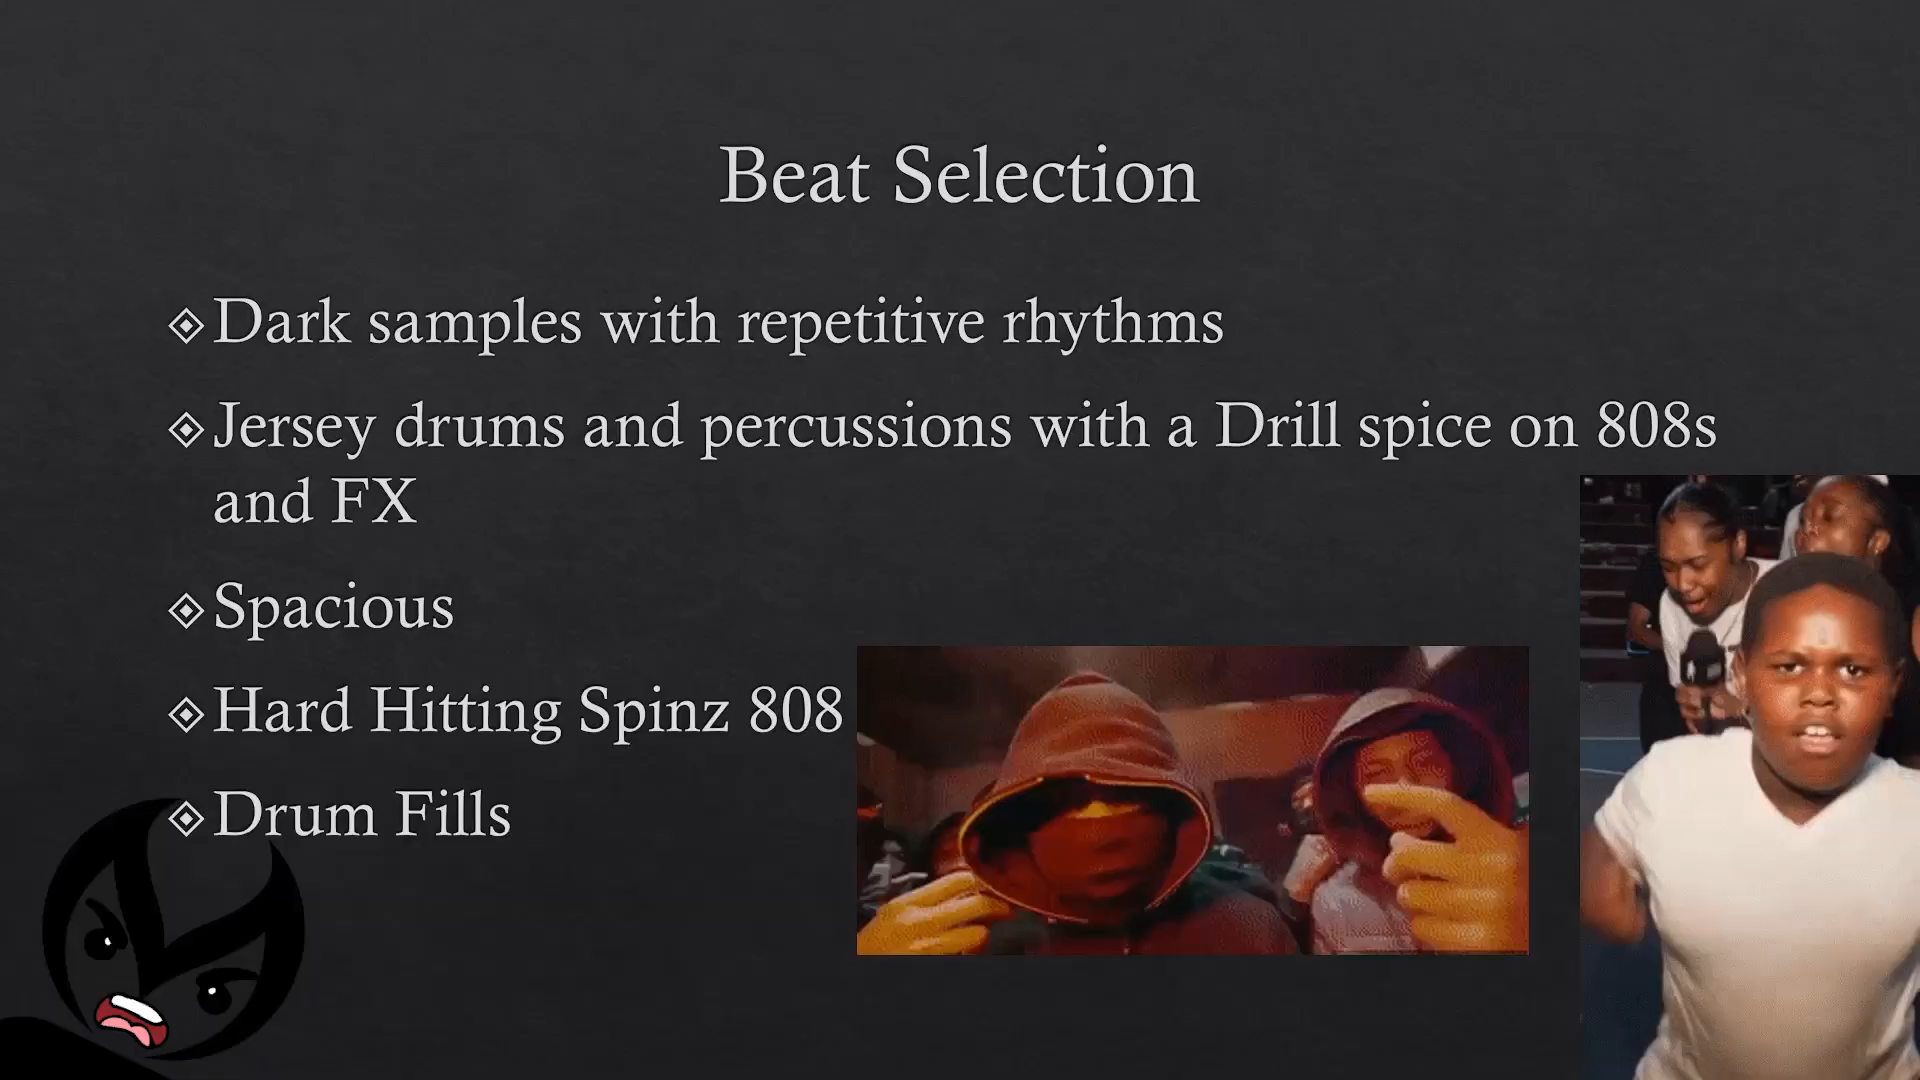 Beat Selection
Dark samples with repetitive rhythms
Jersey drums and percussions with a Drill spice on 808s
and FX
Spacious
Hard Hitting Spinz 808
Drum Fills